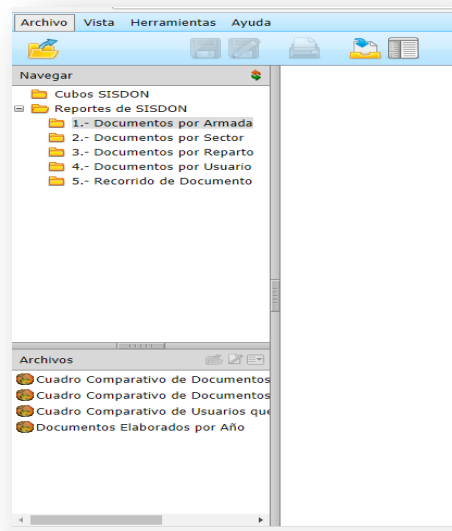 Archivo Vista Herramientas Ayuda
Navegar
Cubos SISDON
Reportes de SISDON
1.- Documentos por Armada
2.- Documentos por Sector
3.- Documentos por Reparto
4.- Documentos por Usuario
5.- Recorrido de Documento
Archivos
Cuadro Comparativo de Documentos
Cuadro Comparativo de Documentos
Cuadro Comparativo de Usuarios que
Documentos Elaborados por Año